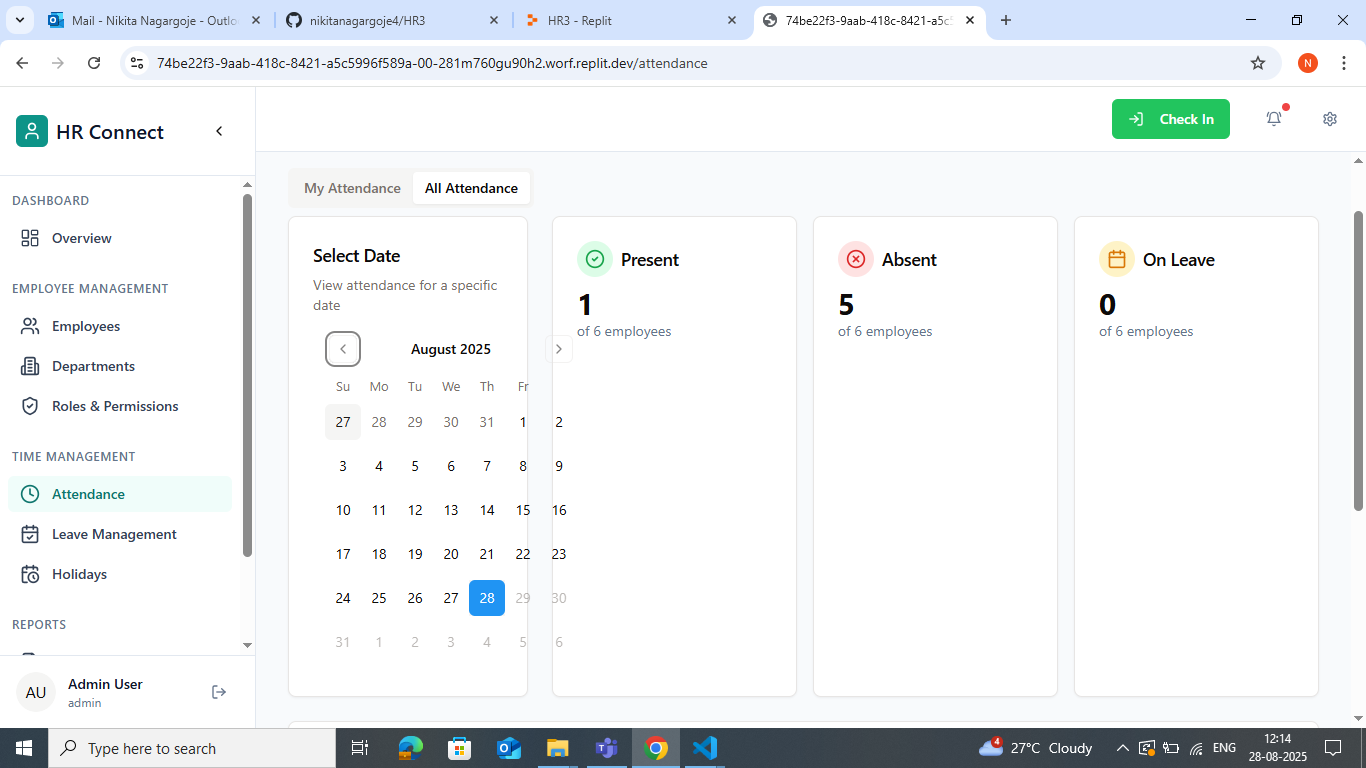 Mail - Nikita Nagargoje - Outlo
nikitanagargoje4/HR3
HR3 - Replit
74be22f3-9aab-418c-8421-a5c5
74be22f3-9aab-418c-8421-a5c5996f589a-00-281m760gu90h2.worf.replit.dev/attendance
N
HR Connect
Check In
DASHBOARD
Overview
EMPLOYEE MANAGEMENT
Employees
Departments
Roles & Permissions
TIME MANAGEMENT
Attendance
Leave Management
Holidays
REPORTS
AU
Admin User
admin
My Attendance
All Attendance
Select Date
View attendance for a specific
date
August 2025
Su Mo Tu We Th Fr
27 28 29 30 31 1 2
3 4 5 6 7 8 9
10 11 12 13 14 15 16
17 18 19 20 21 22 23
24 25 26 27 28 29 30
31 1 2 3 4 5 6
Present
1
of 6 employees
Absent
5
of 6 employees
On Leave
0
of 6 employees
Type here to search
4
27°C Cloudy
ENG
12:14
28-08-2025